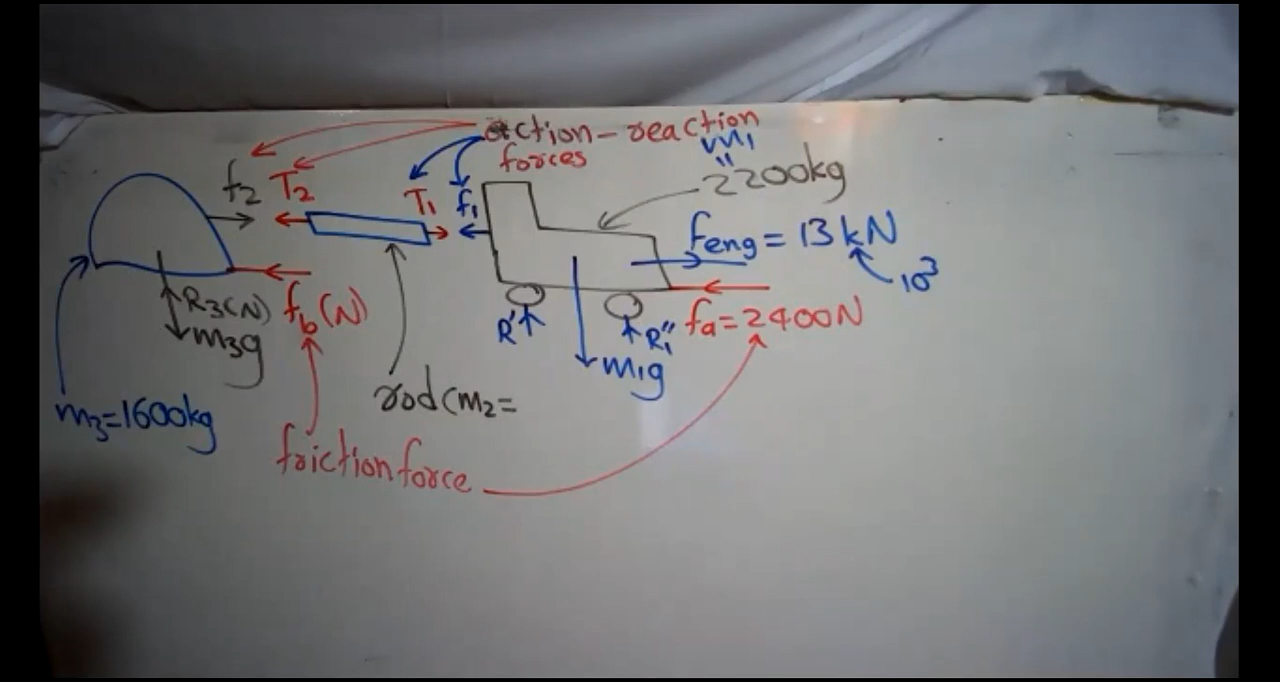 action-reaction
forces
m1
"
2200kg
f2 T2
T1 f1
feng = 13 kN
10³
R3(N) fb(N)
m3g
R' R1"
fa=2400N
m1g
m3=1600kg
rod(m2=
friction force